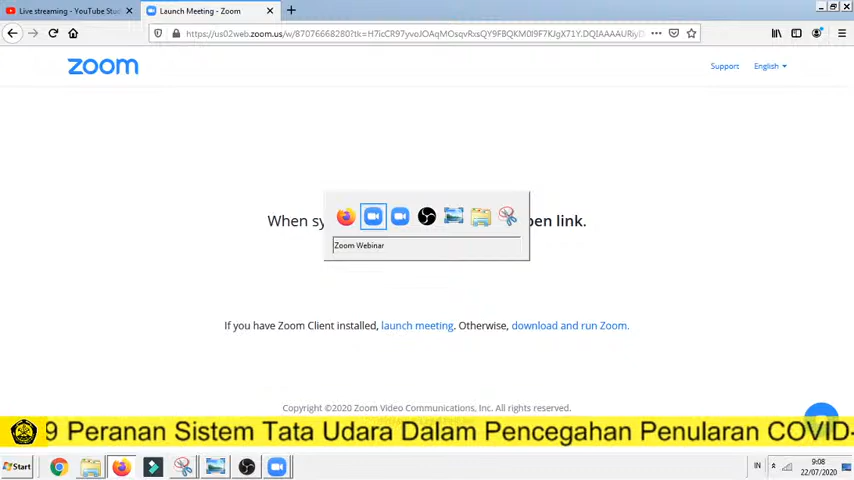 Live streaming - YouTube Stud
Launch Meeting - Zoom
https://us02web.zoom.us/w/87076668280?tk=H7icCR97yvoJOAqMOsqvRxsQY9FBQKM0I9F7KJgX71Y.DQIAAAAURiyD
zoom
Support
English
When sy
pen link.
Zoom Webinar
If you have Zoom Client installed, launch meeting. Otherwise, download and run Zoom.
Copyright ©2020 Zoom Video Communications, Inc. All rights reserved.
9 Peranan Sistem Tata Udara Dalam Pencegahan Penularan COVID-
Start
IN
9:08
22/07/2020